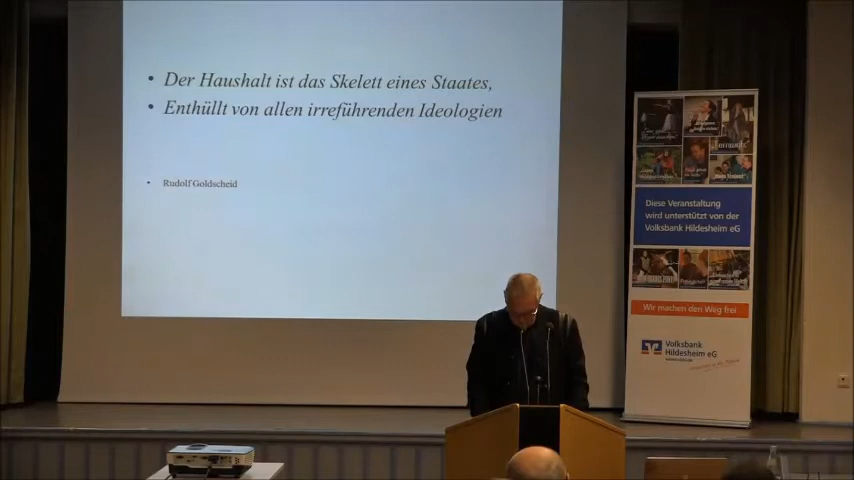 • Der Haushalt ist das Skelett eines Staates,
• Enthüllt von allen irreführenden Ideologien
• Rudolf Goldscheid
Diese Veranstaltung
wird unterstützt von der
Volksbank Hildesheim eG
Wir machen den Weg frei
Volksbank
Hildesheim eG